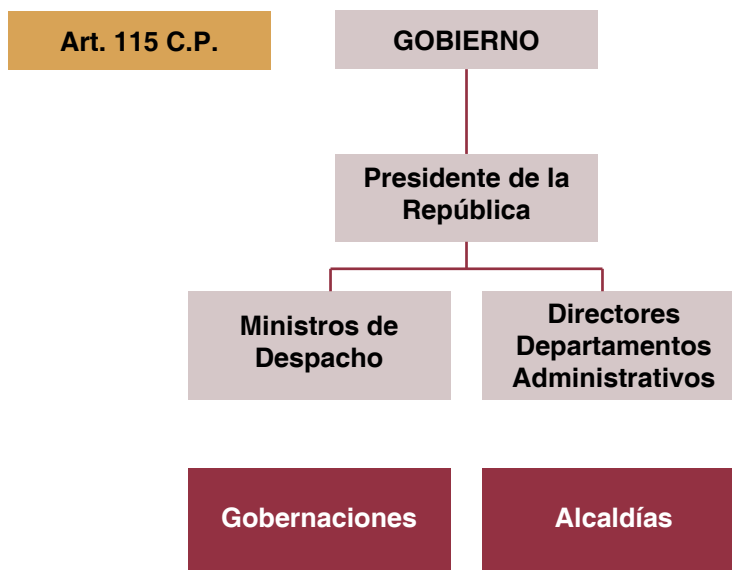 Art. 115 C.P.
GOBIERNO
Presidente de la
República
Ministros de
Despacho
Directores
Departamentos
Administrativos
Gobernaciones
Alcaldías